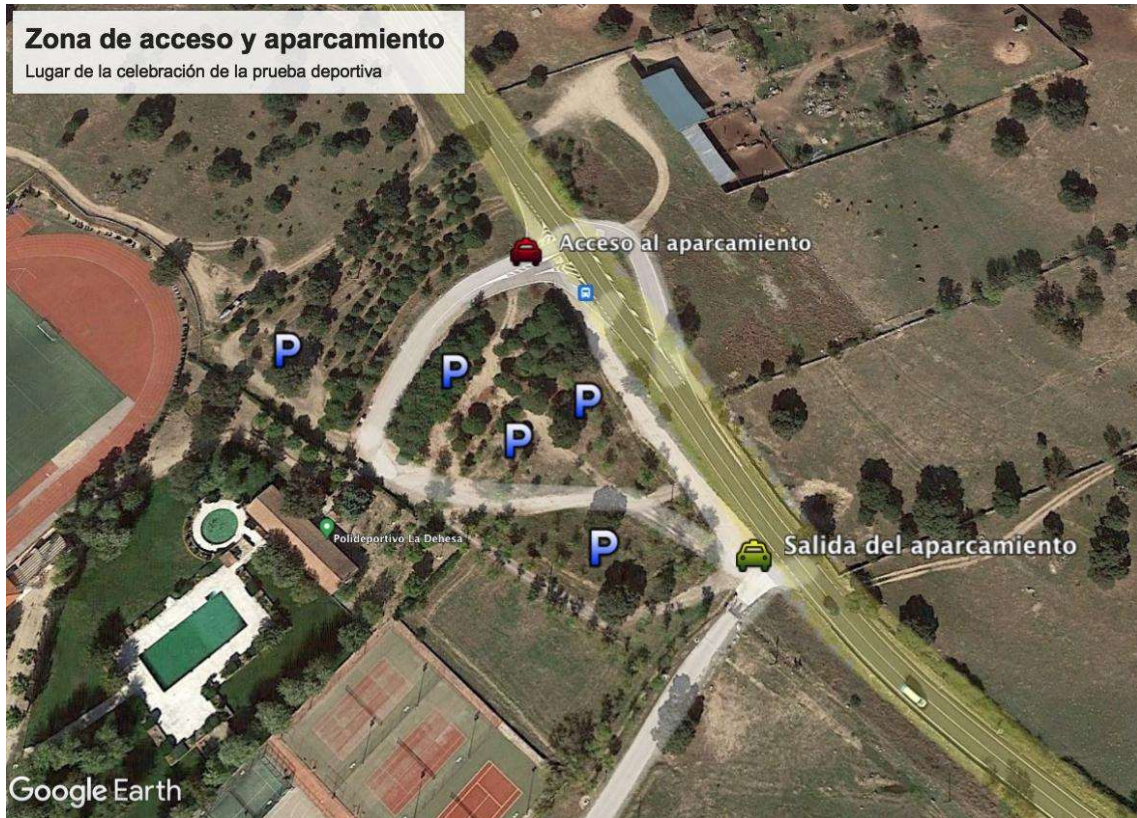 Zona de acceso y aparcamiento
Lugar de la celebración de la prueba deportiva
Acceso al aparcamiento
P
P
P
P
P
Polideportivo La Dehesa
Salida del aparcamiento
Google Earth